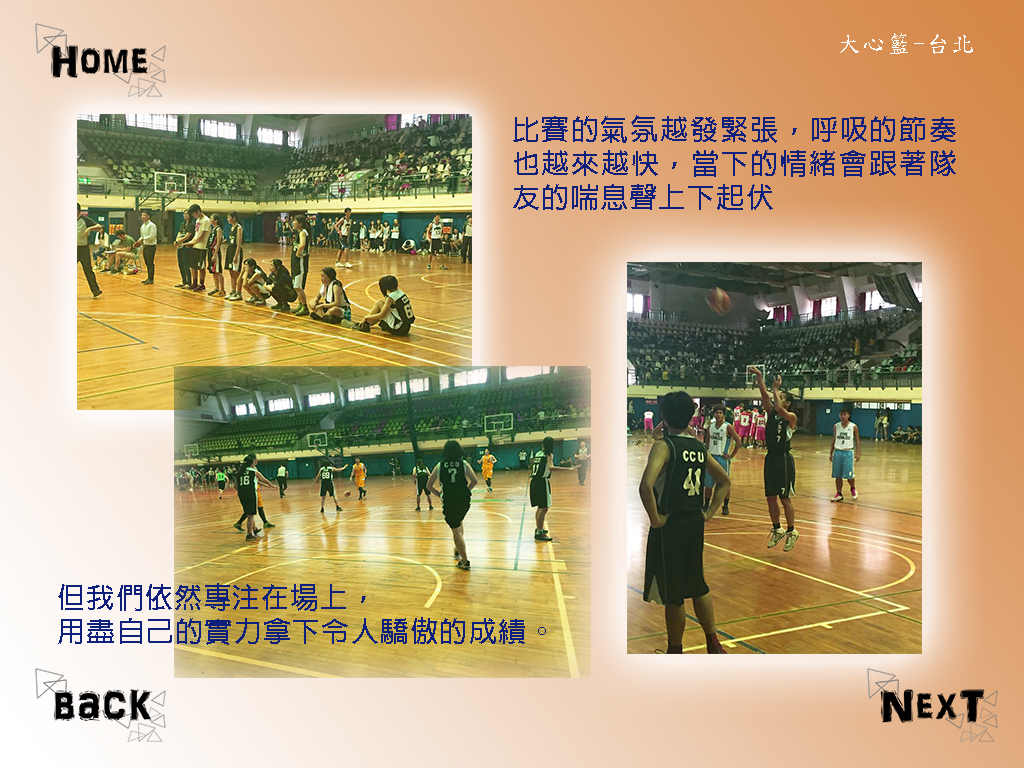 HOME
大心籃-台北
比賽的氣氛越發緊張，呼吸的節奏
也越來越快，當下的情緒會跟著隊
友的喘息聲上下起伏
CCU
7
16
89
11
CCU
41
7
但我們依然專注在場上，
用盡自己的實力拿下令人驕傲的成績。
BaCK
NEXT